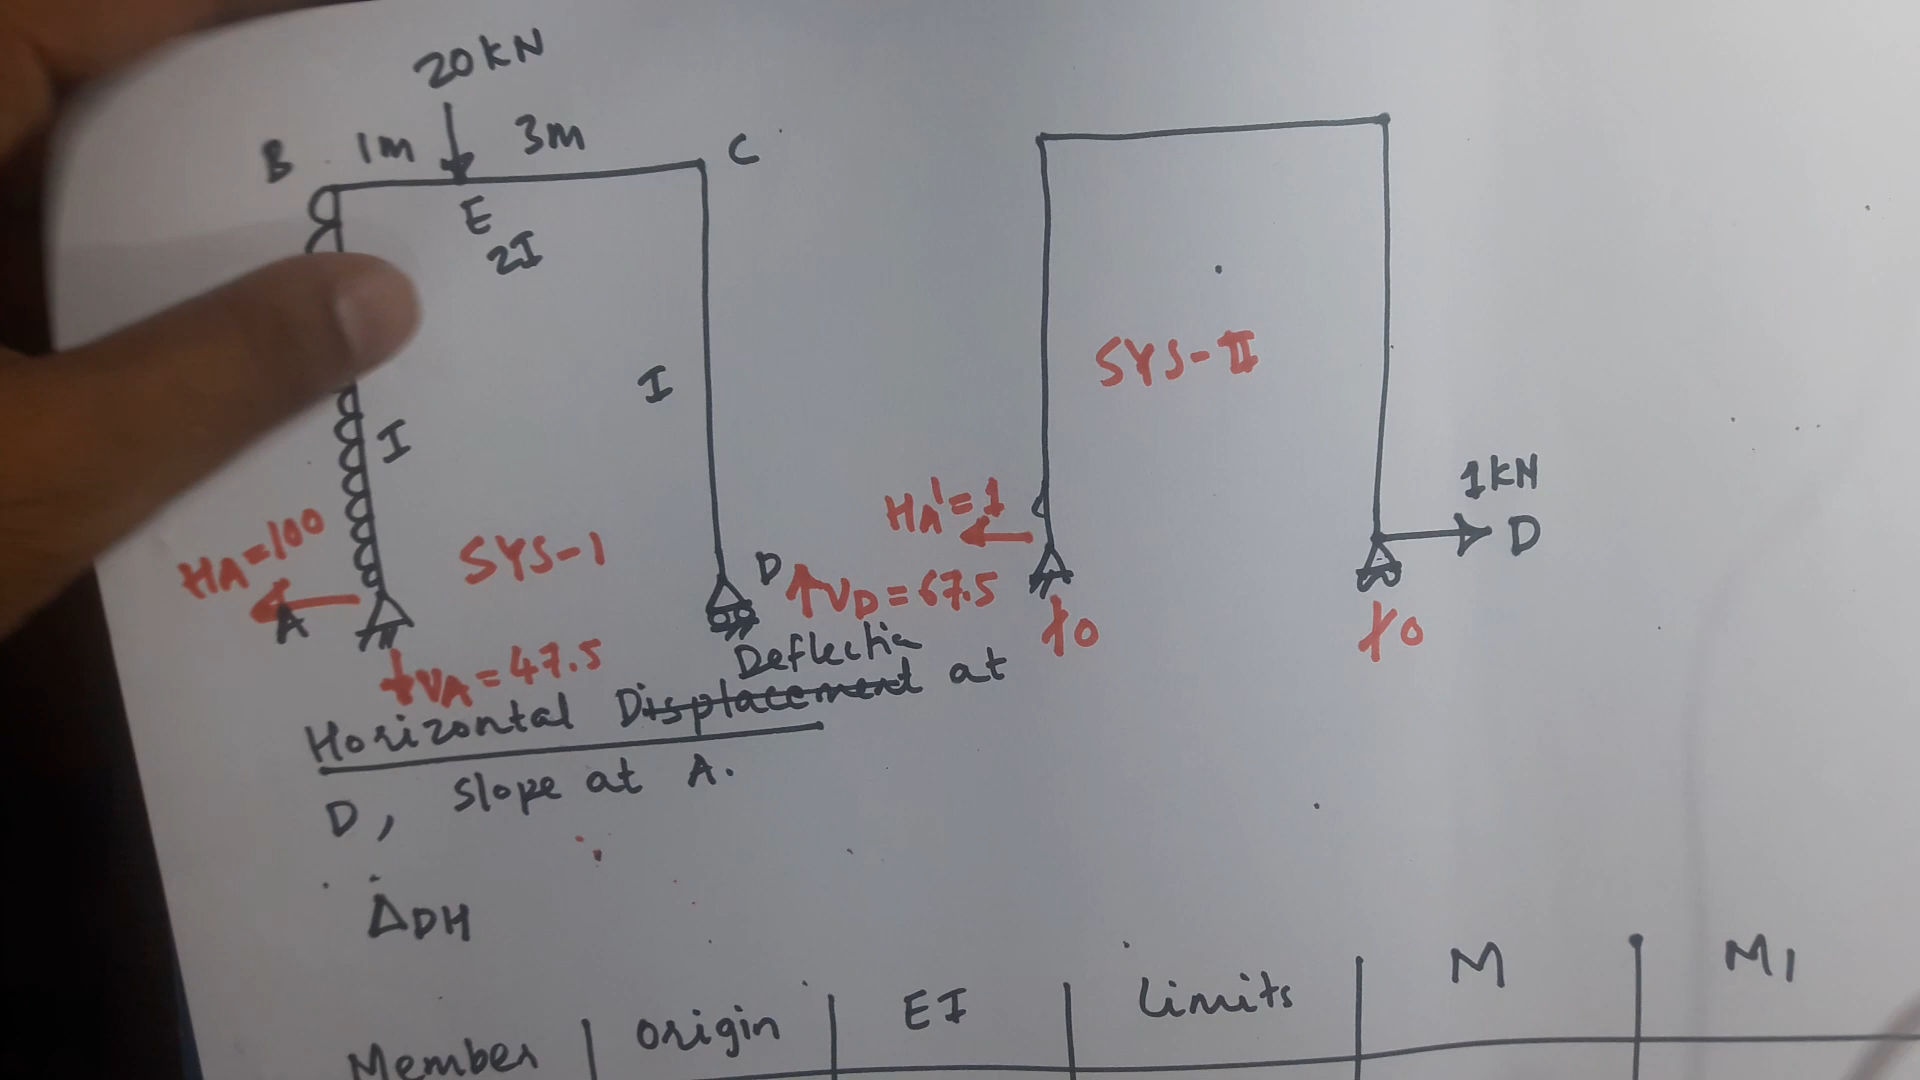 20KN
B 1m 3m C
E
2I
I
I
HA=100
SYS-1
D
A
↓VA = 47.5
↑VD = 67.5
SYS-II
HA'=1
1KN
D
↑0
↑0
Deflectin
Horizontal Displacement at
D, slope at A.
ΔDH
Member origin EI limits M M1